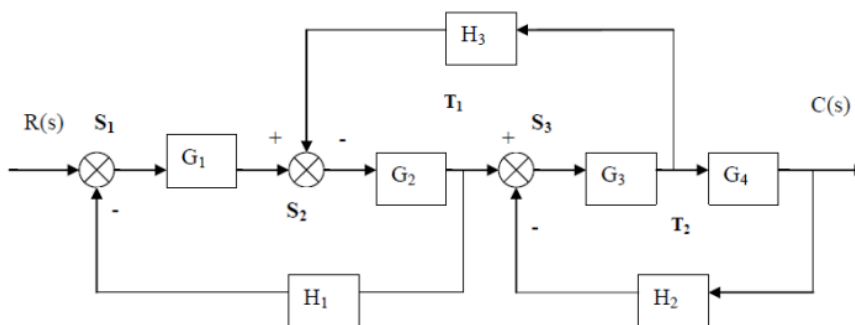 H₃
T₁
C(s)
R(s) S₁ + - + S₃
G₁ G₂ G₃ G₄
- S₂ - T₂
H₁ H₂